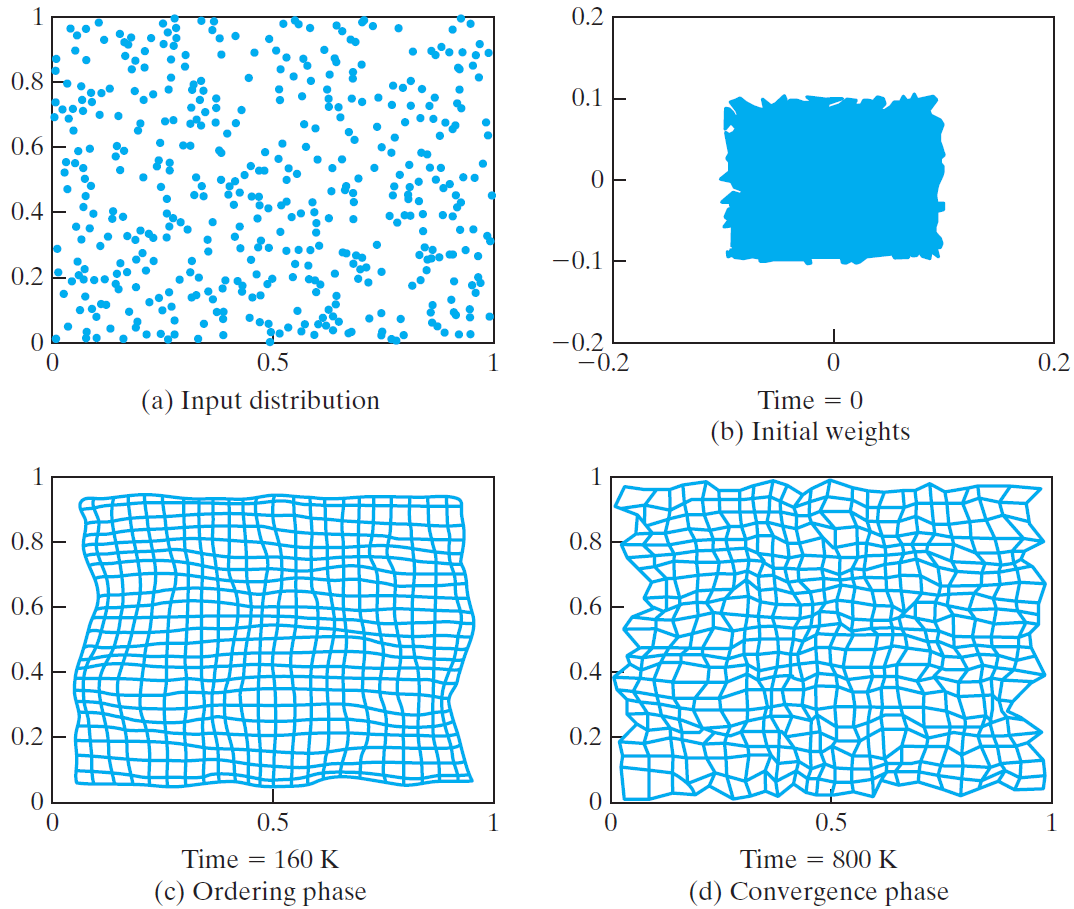 1
0.8
0.6
0.4
0.2
0
0 0.5 1
(a) Input distribution
0.2
0.1
0
−0.1
−0.2
−0.2 0 0.2
Time = 0
(b) Initial weights
1
0.8
0.6
0.4
0.2
0
0 0.5 1
Time = 160 K
(c) Ordering phase
1
0.8
0.6
0.4
0.2
0
0 0.5 1
Time = 800 K
(d) Convergence phase